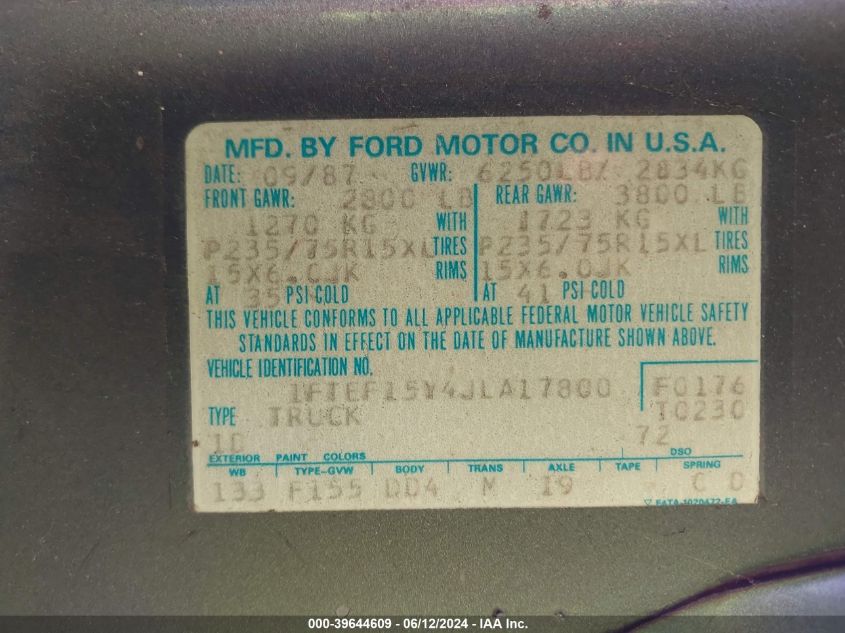 MFD. BY FORD MOTOR CO. IN U.S.A.
DATE: 09/87 GVWR: 6250LB/ 2834KG
FRONT GAWR: 2800 LB REAR GAWR: 3800 LB
1270 KG WITH 1723 KG WITH
P235/75R15XL TIRES P235/75R15XL TIRES
15X6.0JK RIMS 15X6.0JK RIMS
AT 35 PSI COLD AT 41 PSI COLD
THIS VEHICLE CONFORMS TO ALL APPLICABLE FEDERAL MOTOR VEHICLE SAFETY
STANDARDS IN EFFECT ON THE DATE OF MANUFACTURE SHOWN ABOVE.
VEHICLE IDENTIFICATION NO.
1FTEF15Y4JLA17800 F0176
TYPE TRUCK T0230
1D 72
EXTERIOR PAINT COLORS DSO
WB TYPE-GVW BODY TRANS AXLE TAPE SPRING
133 F155 DD4 M 19 C D
000-39644609 - 06/12/2024 - IAA Inc.